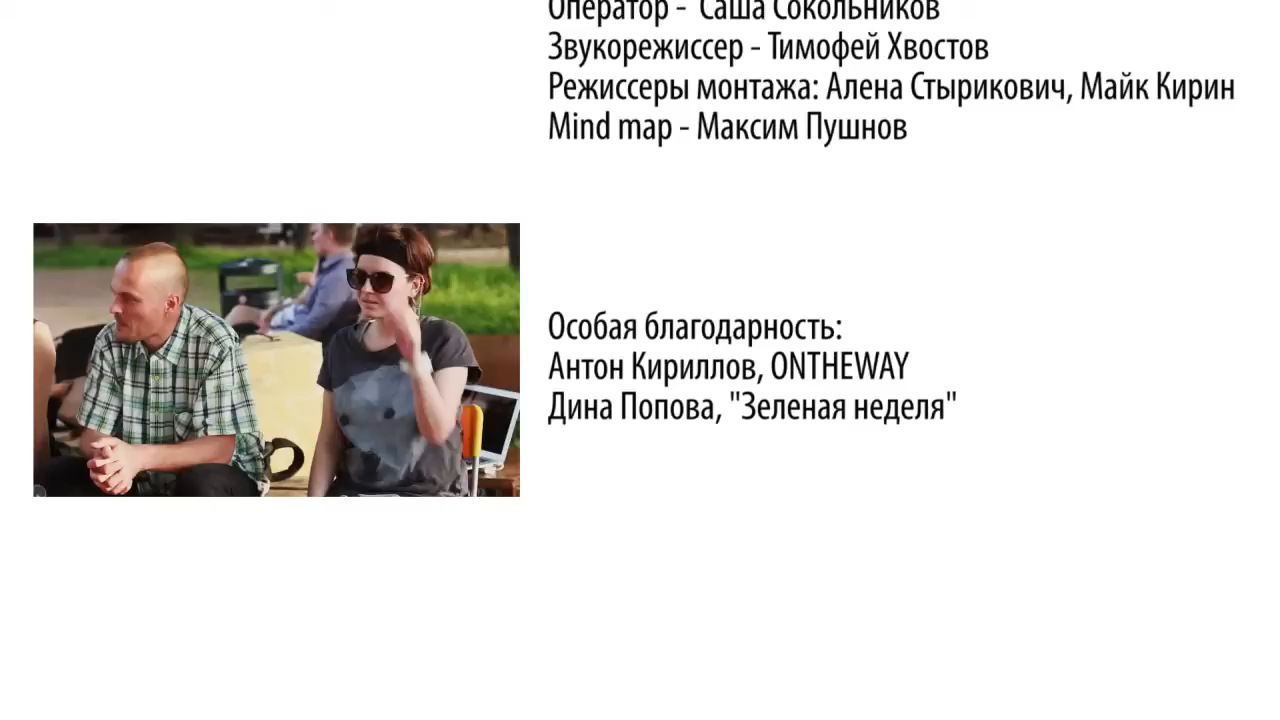 Оператор - Саша Сокольников
Звукорежиссер - Тимофей Хвостов
Режиссеры монтажа: Алена Стырикович, Майк Кирин
Mind map - Максим Пушнов
Особая благодарность:
Антон Кириллов, ONTHEWAY
Дина Попова, "Зеленая неделя"